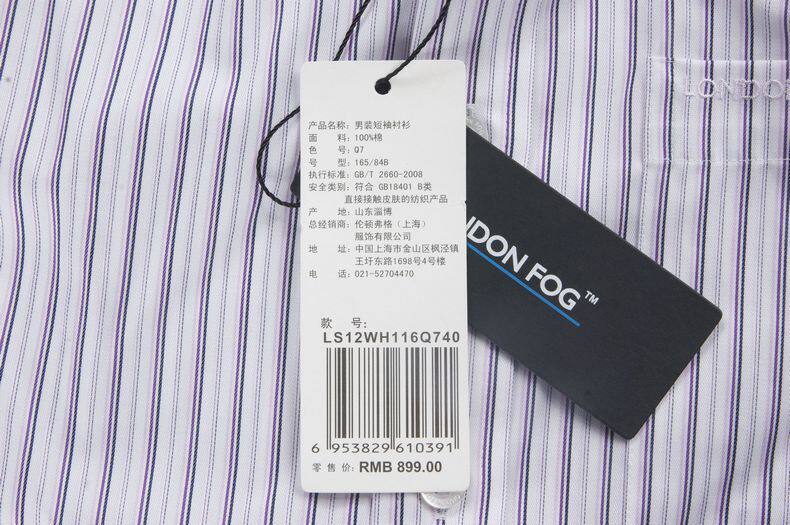 产品名称: 男装短袖衬衫
面 料: 100%棉
色 号: Q7
号 型: 165/84B
执行标准: GB/T 2660-2008
安全类别: 符合 GB18401 B类
直接接触皮肤的纺织产品
产 地: 山东淄博
总经销商: 伦顿弗格（上海）
服饰有限公司
地 址: 中国上海市金山区枫泾镇
王圩东路1698号4号楼
电 话: 021-52704470
款 号:
LS12WH116Q740
6 953829 610391
零 售 价: RMB 899.00
NDON FOG™
LONDON